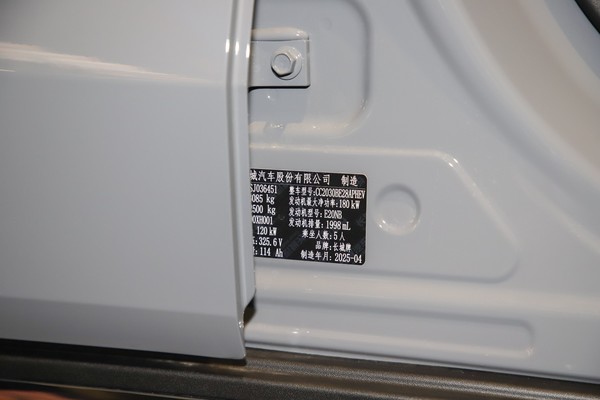 城汽车股份有限公司 制造
SJ036451 整车型号:CC2030BE28APHEV
085 kg 发动机最大净功率:180 kW
500 kg 发动机型号:E20NB
0XH001 发动机排量:1998 mL
120 kW 乘坐人数:5人
:325.6 V 品牌:长城牌
:114 Ah 制造年月:2025-04